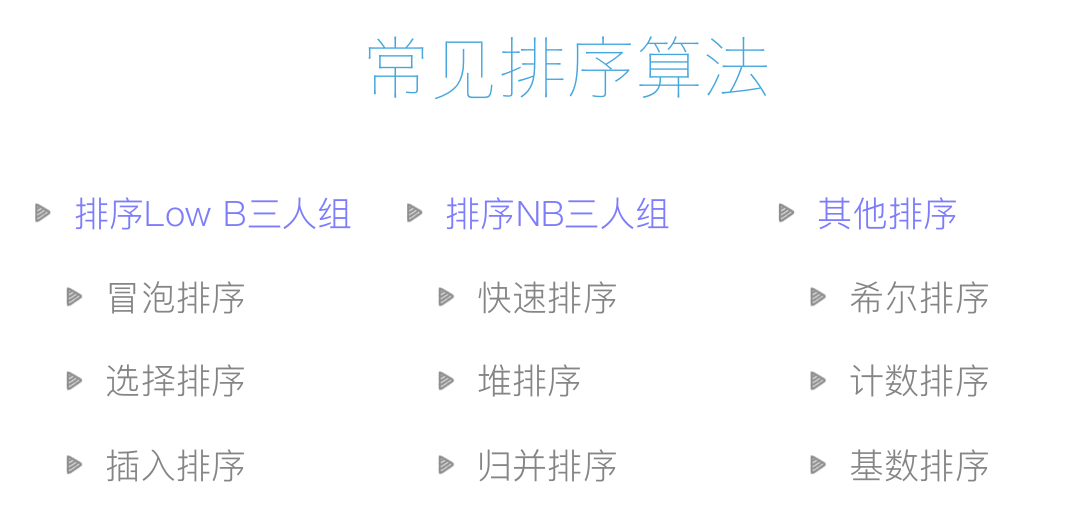 常见排序算法
排序Low B三人组
冒泡排序
选择排序
插入排序
排序NB三人组
快速排序
堆排序
归并排序
其他排序
希尔排序
计数排序
基数排序